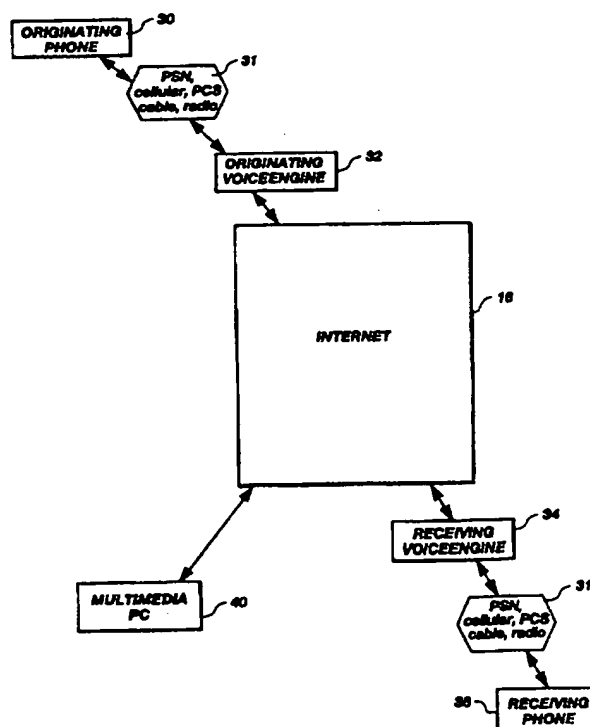 30
ORIGINATING
PHONE
31
PSN,
cellular, PCS
cable, radio
32
ORIGINATING
VOICEENGINE
16
INTERNET
34
RECEIVING
VOICEENGINE
MULTIMEDIA
PC
40
31
PSN,
cellular, PCS
cable, radio
RECEIVING
PHONE